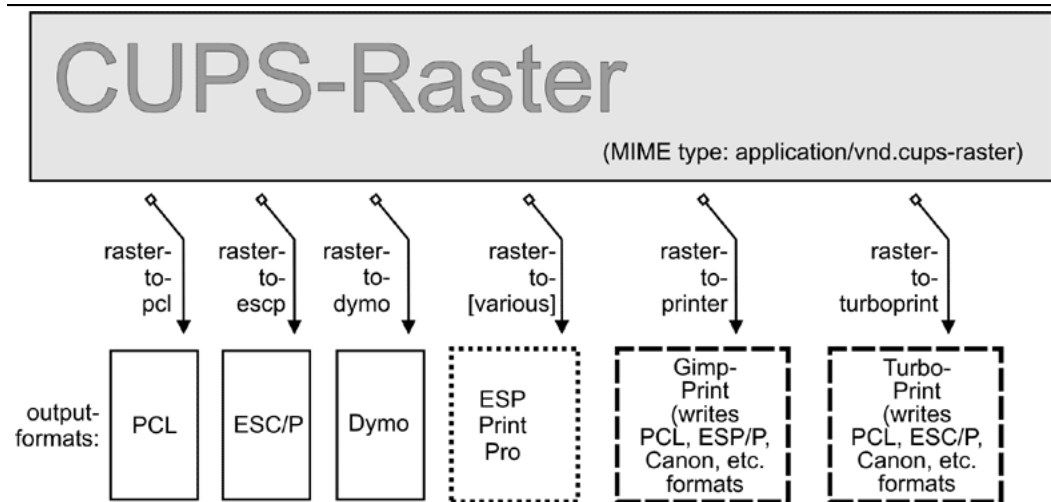 CUPS-Raster
(MIME type: application/vnd.cups-raster)
raster-
to-
pcl
raster-
to-
escp
raster-
to-
dymo
raster-
to-
[various]
raster-
to-
printer
raster-
to-
turboprint
output-
formats:
PCL
ESC/P
Dymo
ESP
Print
Pro
Gimp-
Print
(writes
PCL, ESP/P,
Canon, etc.
formats
Turbo-
Print
(writes
PCL, ESC/P,
Canon, etc.
formats